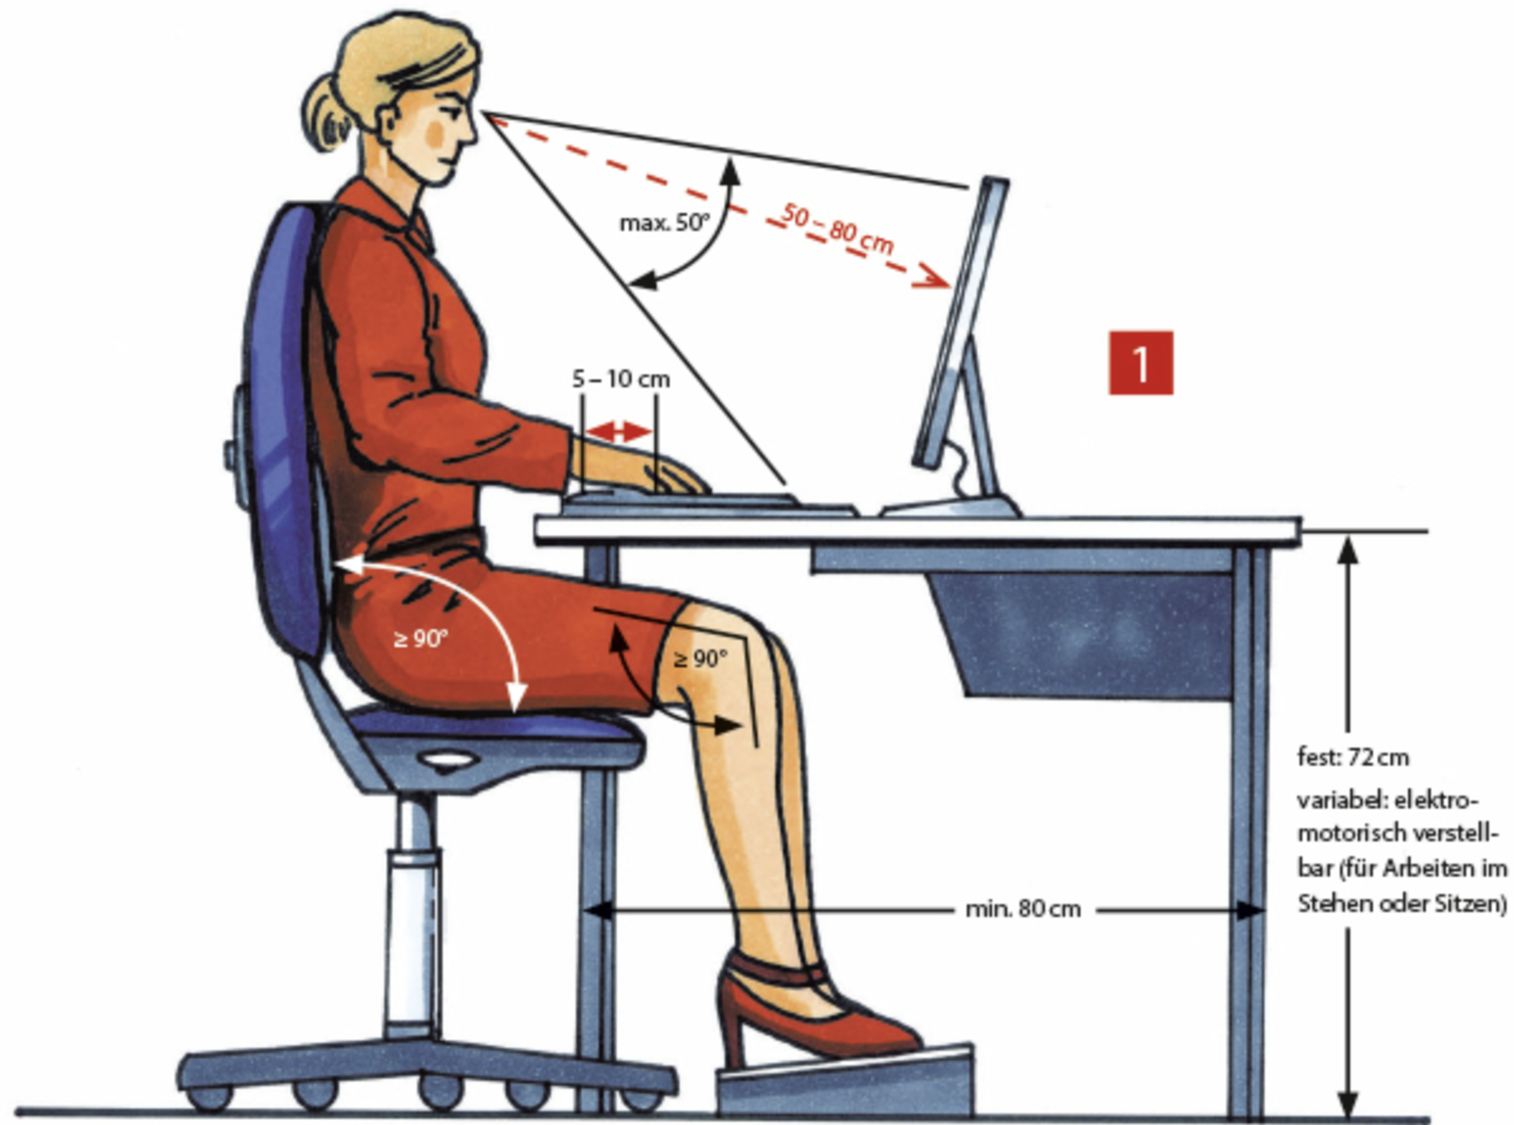 max. 50°
50 – 80 cm
1
5 – 10 cm
≥ 90°
≥ 90°
fest: 72 cm
variabel: elektro-
motorisch verstell-
bar (für Arbeiten im
Stehen oder Sitzen)
min. 80 cm